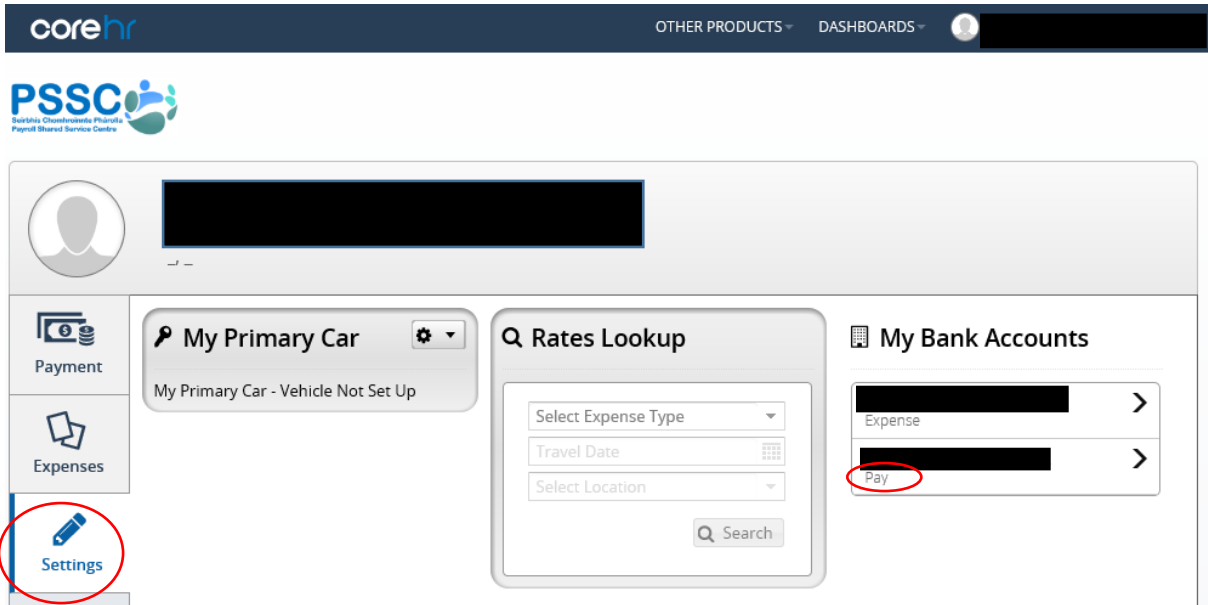 corehr
OTHER PRODUCTS DASHBOARDS
PSSC
Seirbhís Chomhroinnte Phárolla
Payroll Shared Service Centre
–, –
Payment
Expenses
Settings
My Primary Car
My Primary Car - Vehicle Not Set Up
Rates Lookup
Select Expense Type
Travel Date
Select Location
Search
My Bank Accounts
Expense
Pay